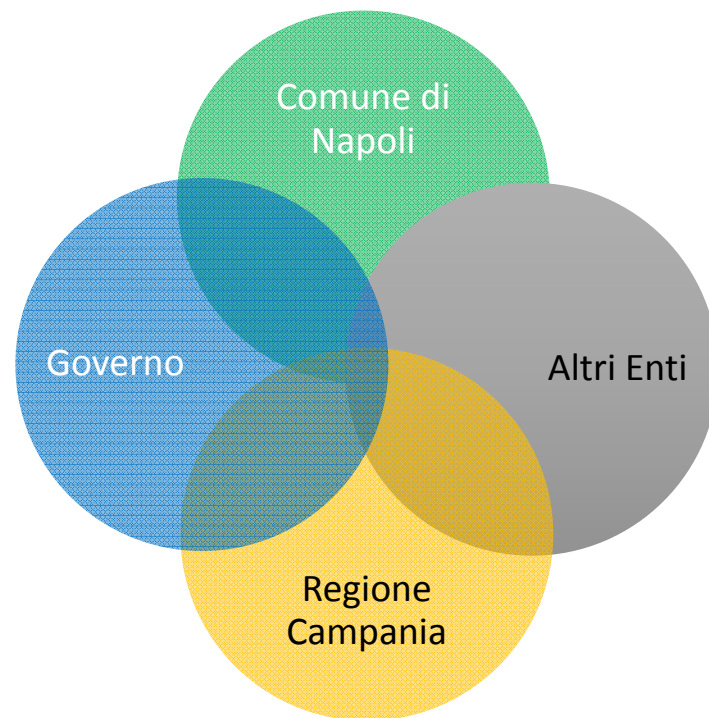 Comune di
Napoli
Governo
Altri Enti
Regione
Campania